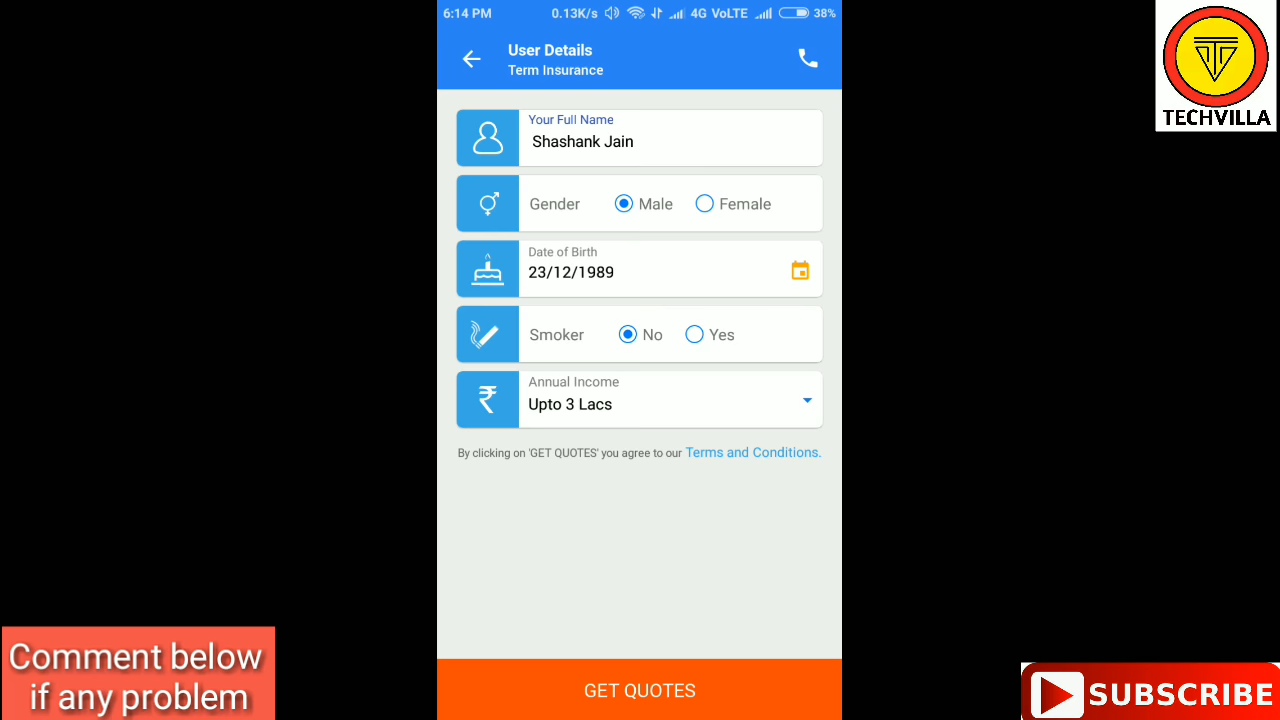 6:14 PM 0.13K/s 4G VoLTE 38%
User Details
Term Insurance
TECHVILLA
Your Full Name
Shashank Jain
Gender Male Female
Date of Birth
23/12/1989
Smoker No Yes
Annual Income
Upto 3 Lacs
By clicking on 'GET QUOTES' you agree to our Terms and Conditions.
Comment below
if any problem
GET QUOTES
SUBSCRIBE